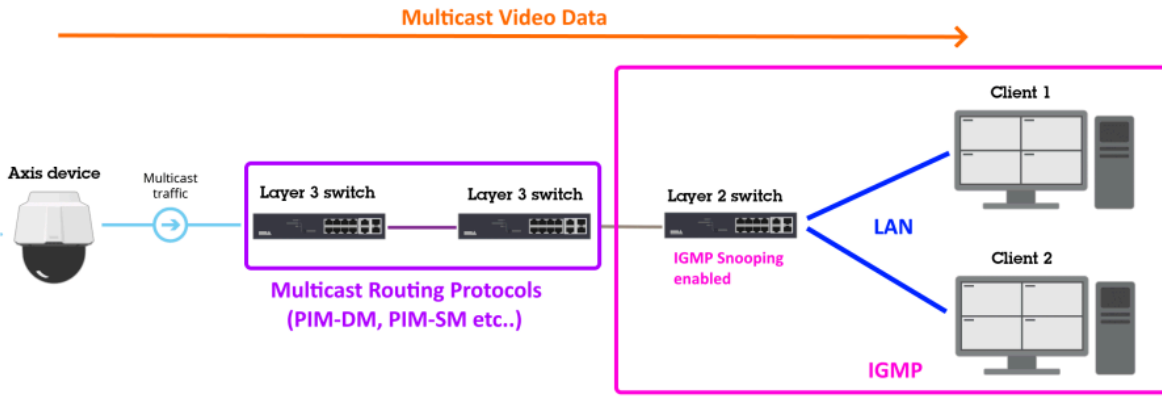 Multicast Video Data
Client 1
Axis device
Multicast
traffic
Layer 3 switch
Layer 3 switch
Layer 2 switch
LAN
IGMP Snooping
enabled
Client 2
Multicast Routing Protocols
(PIM-DM, PIM-SM etc..)
IGMP